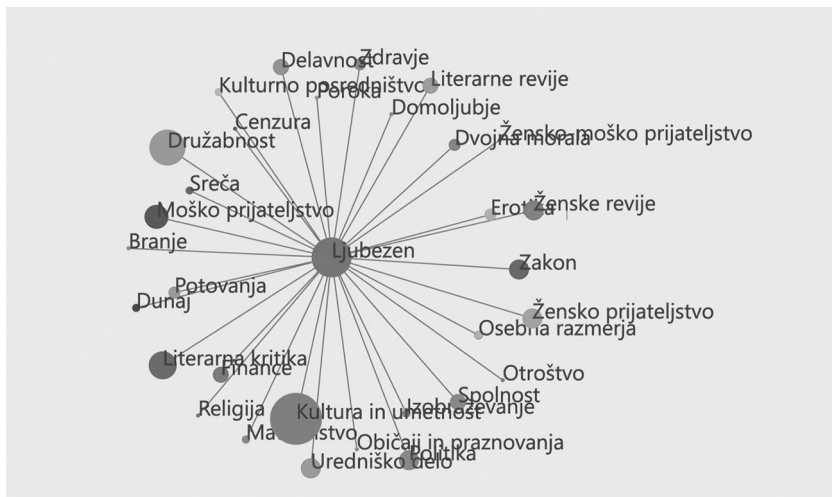 Delavnost
Zdravje
Kulturno posredništvo
Poroka
Literarne revije
Domoljubje
Cenzura
Družabnost
Dvojna morala
Žensko-moško prijateljstvo
Sreča
Moško prijateljstvo
Erotika
Ženske revije
Branje
Ljubezen
Zakon
Potovanja
Dunaj
Žensko prijateljstvo
Osebna razmerja
Literarna kritika
Finance
Otroštvo
Spolnost
Izobraževanje
Religija
Kultura in umetnost
Običaji in praznovanja
Politika
Uredniško delo